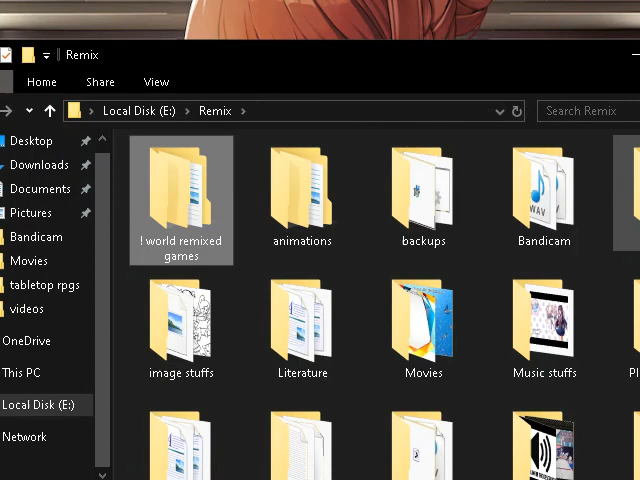 Remix
Home Share View
Local Disk (E:) Remix Search Remix
Desktop
Downloads
Documents
Pictures
Bandicam
Movies
tabletop rpgs
videos
OneDrive
This PC
Local Disk (E:)
Network
! world remixed
games
animations
backups
WAV
Bandicam
image stuffs
Literature
Movies
Music stuffs
Pl